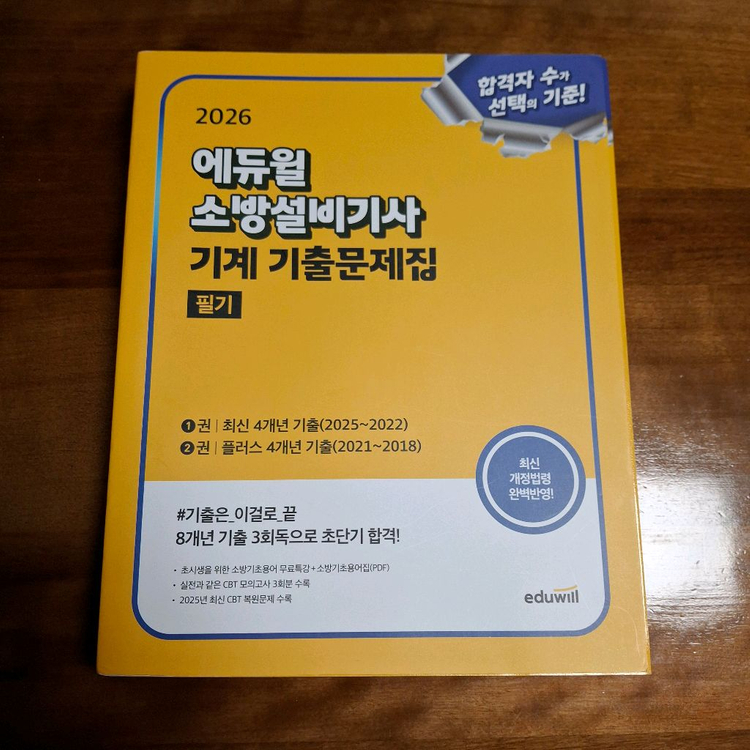 합격자 수가
선택의 기준!
2026
에듀윌
소방설비기사
기계 기출문제집
필기
❶권 | 최신 4개년 기출(2025~2022)
❷권 | 플러스 4개년 기출(2021~2018)
최신
개정법령
완벽반영!
#기출은_이걸로_끝
8개년 기출 3회독으로 초단기 합격!
• 초시생을 위한 소방기초용어 무료특강+소방기초용어집(PDF)
• 실전과 같은 CBT 모의고사 3회분 수록
• 2025년 최신 CBT 복원문제 수록
eduwill